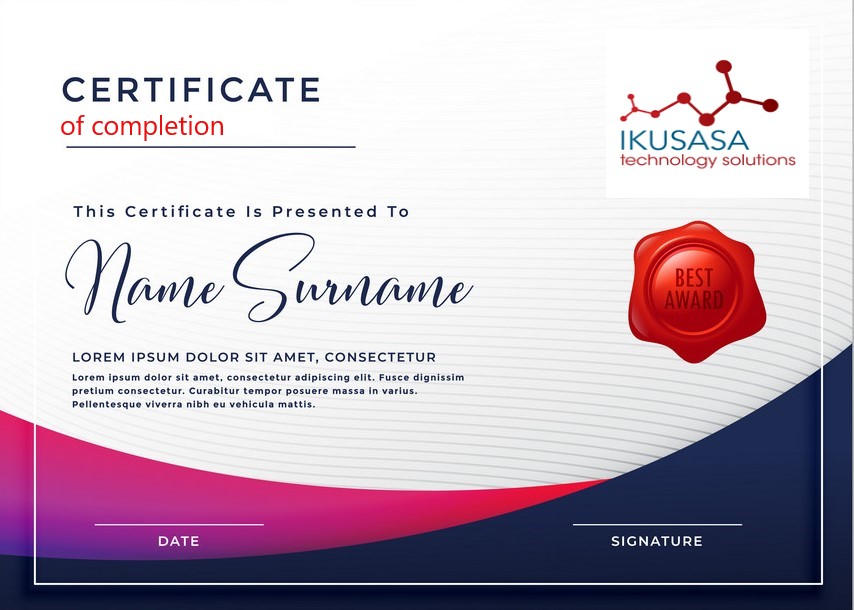 CERTIFICATE
of completion
IKUSASA
technology solutions
This Certificate Is Presented To
Name Surname
BEST
AWARD
LOREM IPSUM DOLOR SIT AMET, CONSECTETUR
Lorem ipsum dolor sit amet, consectetur adipiscing elit. Fusce dignissim
pretium consectetur. Curabitur tempor posuere massa in varius.
Pellentesque viverra nibh eu vehicula mattis.
DATE
SIGNATURE